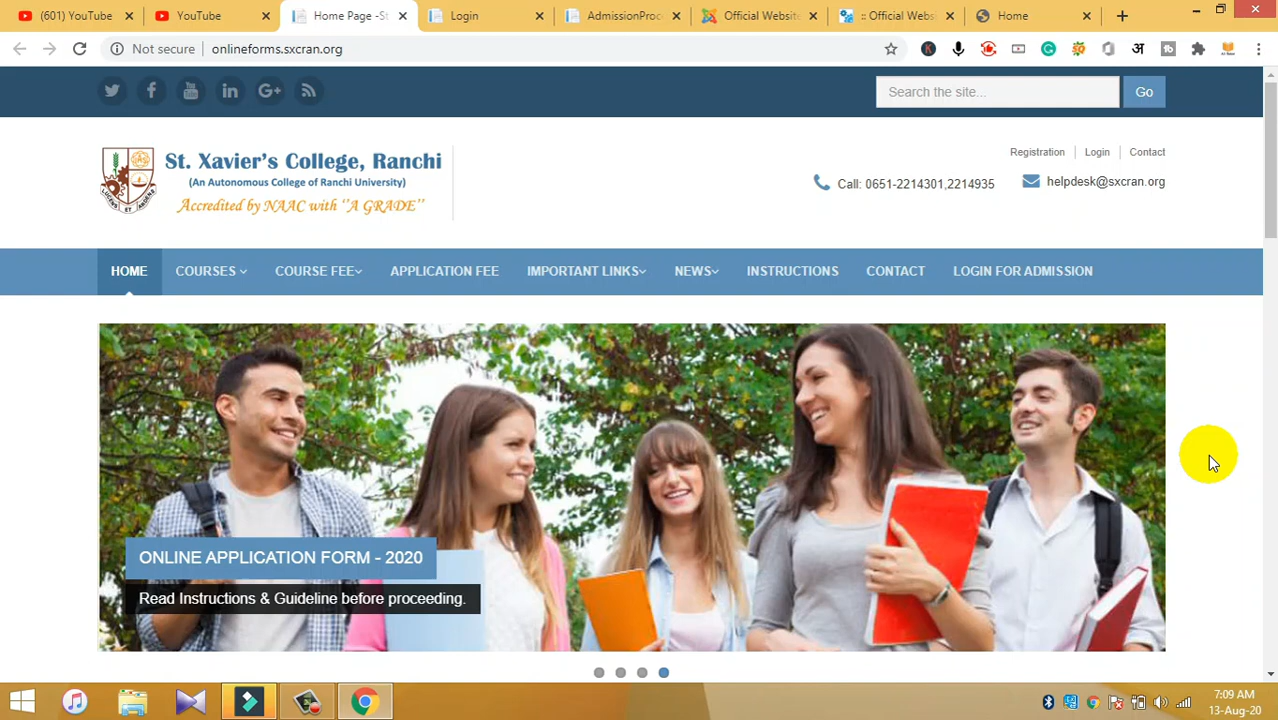 (601) YouTube
YouTube
Home Page -St
Login
AdmissionProc
Official Website
:: Official Webs
Home
Not secure
onlineforms.sxcran.org
Search the site...
Go
St. Xavier's College, Ranchi
(An Autonomous College of Ranchi University)
Accredited by NAAC with ''A GRADE''
Registration
Login
Contact
Call: 0651-2214301,2214935
helpdesk@sxcran.org
HOME
COURSES
COURSE FEE
APPLICATION FEE
IMPORTANT LINKS
NEWS
INSTRUCTIONS
CONTACT
LOGIN FOR ADMISSION
ONLINE APPLICATION FORM - 2020
Read Instructions & Guideline before proceeding.
7:09 AM
13-Aug-20